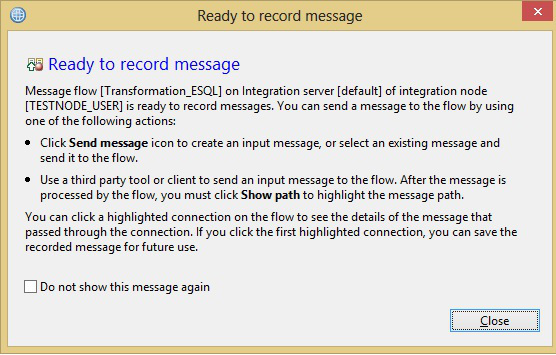 Ready to record message
Ready to record message
Message flow [Transformation_ESQL] on Integration server [default] of integration node
[TESTNODE_USER] is ready to record messages. You can send a message to the flow by using
one of the following actions:
• Click Send message icon to create an input message, or select an existing message and
send it to the flow.
• Use a third party tool or client to send an input message to the flow. After the message is
processed by the flow, you must click Show path to highlight the message path.
You can click a highlighted connection on the flow to see the details of the message that
passed through the connection. If you click the first highlighted connection, you can save the
recorded message for future use.
Do not show this message again
Close